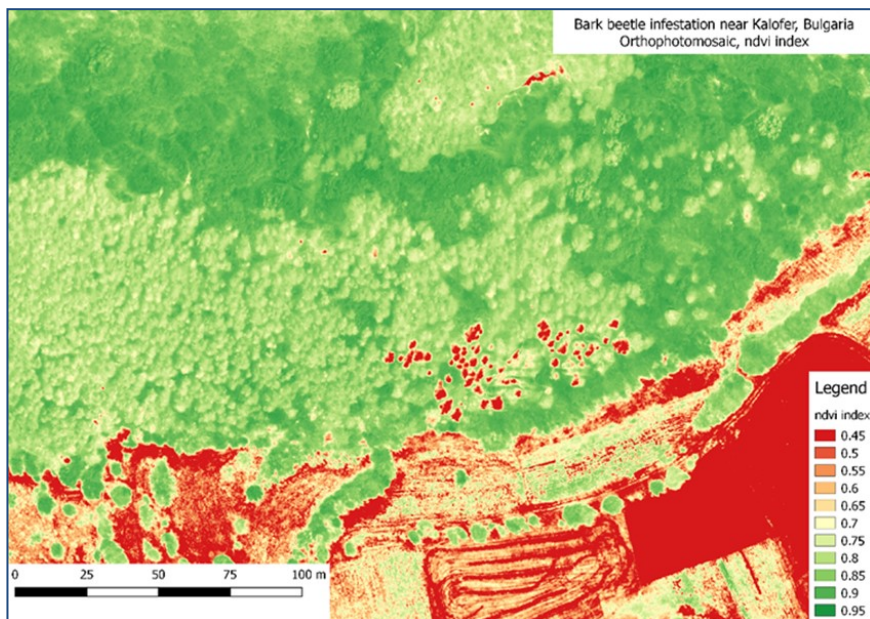 Bark beetle infestation near Kalofer, Bulgaria
Orthophotomosaic, ndvi index
Legend
ndvi index
0.45
0.5
0.55
0.6
0.65
0.7
0.75
0.8
0.85
0.9
0.95
0 25 50 75 100 m